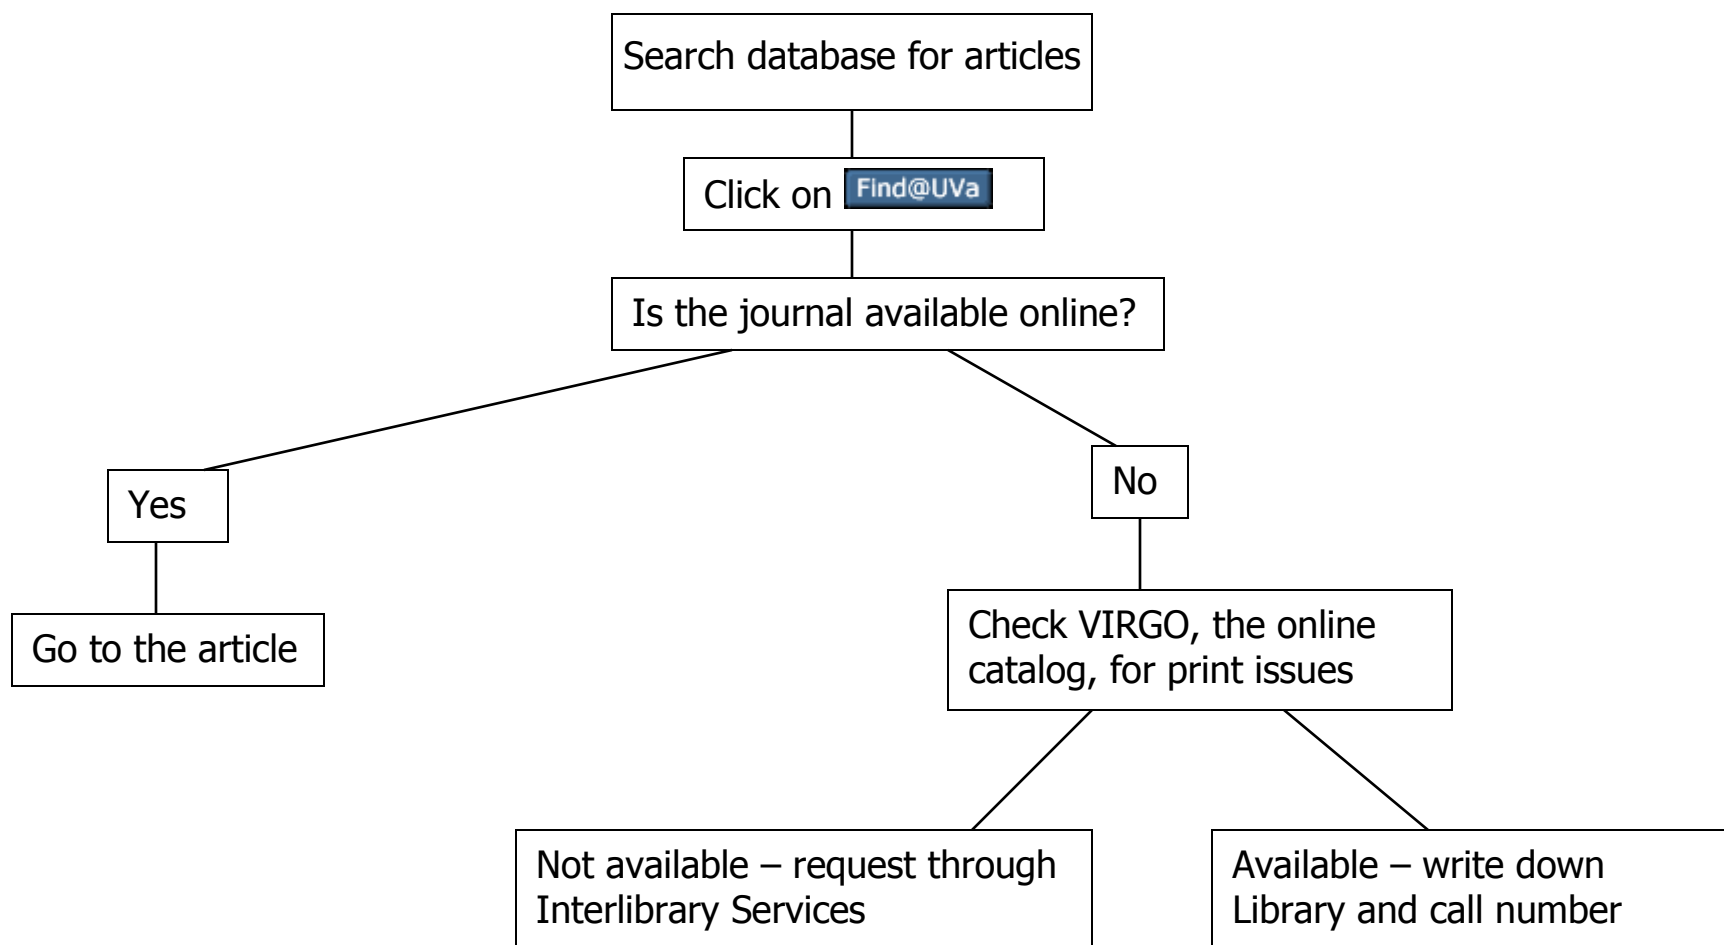 Search database for articles
Click on Find@UVa
Is the journal available online?
Yes
No
Go to the article
Check VIRGO, the online
catalog, for print issues
Not available – request through
Interlibrary Services
Available – write down
Library and call number